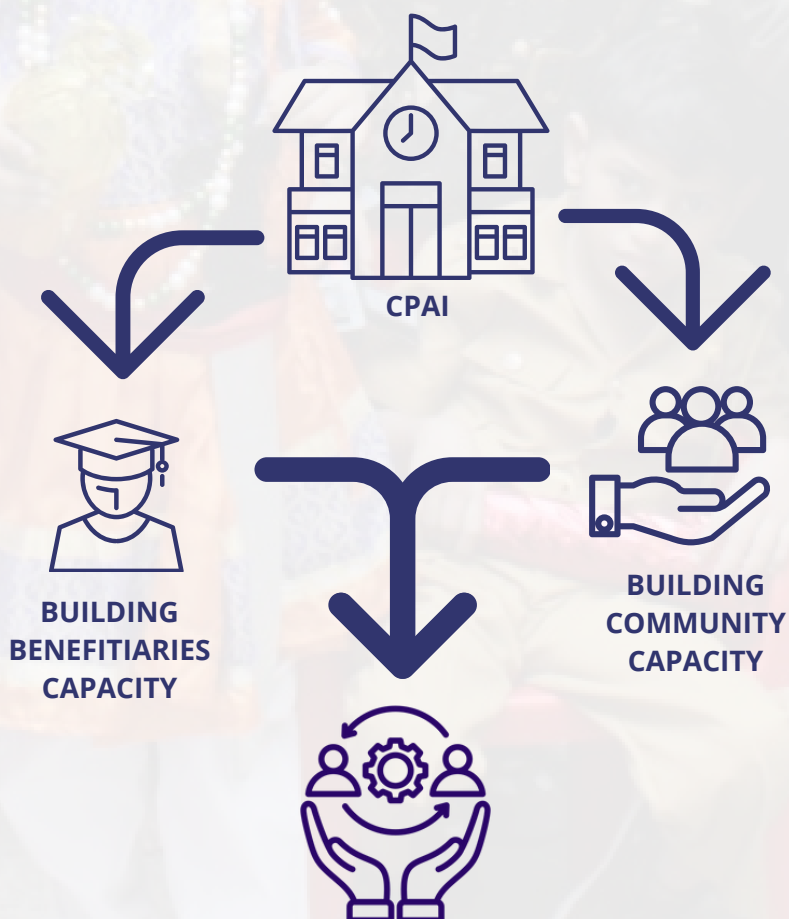 CPAI
BUILDING
BENEFITIARIES
CAPACITY
BUILDING
COMMUNITY
CAPACITY